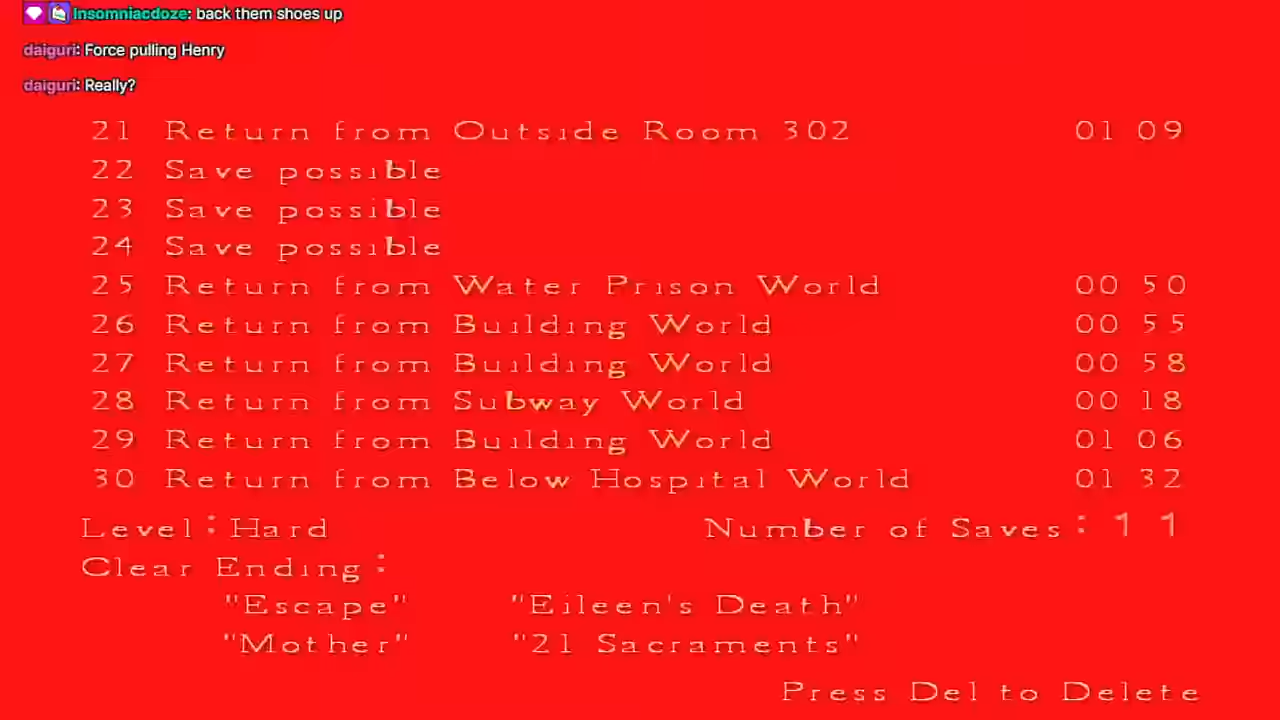 Insomniacdoze: back them shoes up
daiguri: Force pulling Henry
daiguri: Really?
21 Return from Outside Room 302 01 09
22 Save possible
23 Save possible
24 Save possible
25 Return from Water Prison World 00 50
26 Return from Building World 00 55
27 Return from Building World 00 58
28 Return from Subway World 00 18
29 Return from Building World 01 06
30 Return from Below Hospital World 01 32
Level: Hard Number of Saves: 11
Clear Ending:
"Escape" "Eileen's Death"
"Mother" "21 Sacraments"
Press Del to Delete